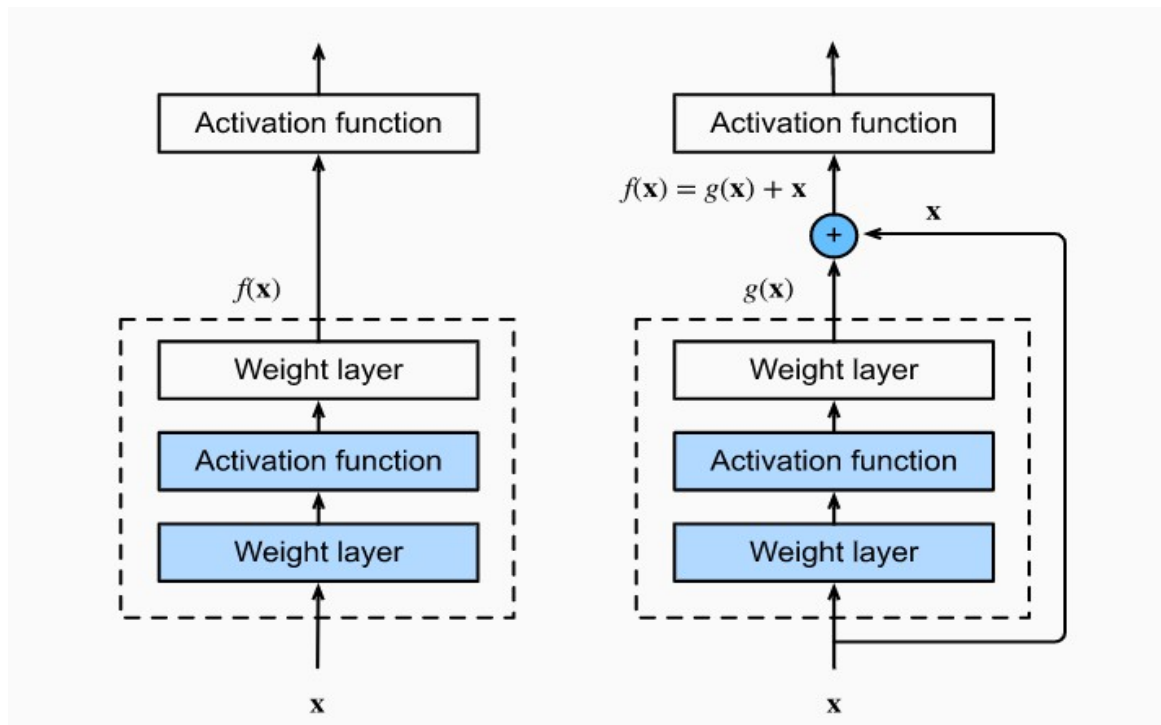 Activation function
f(x)
Weight layer
Activation function
Weight layer
x
Activation function
f(x) = g(x) + x
x
+
g(x)
Weight layer
Activation function
Weight layer
x